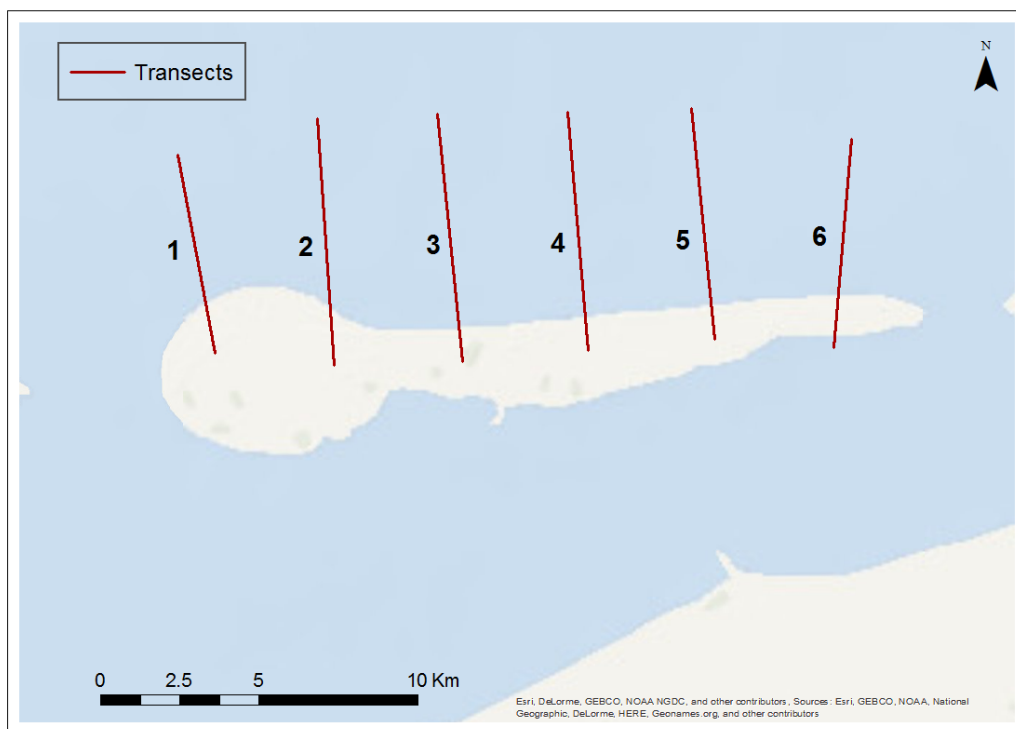 Transects
N
1
2
3
4
5
6
0 2.5 5 10 Km
Esri, DeLorme, GEBCO, NOAA NGDC, and other contributors, Sources: Esri, GEBCO, NOAA, National
Geographic, DeLorme, HERE, Geonames.org, and other contributors